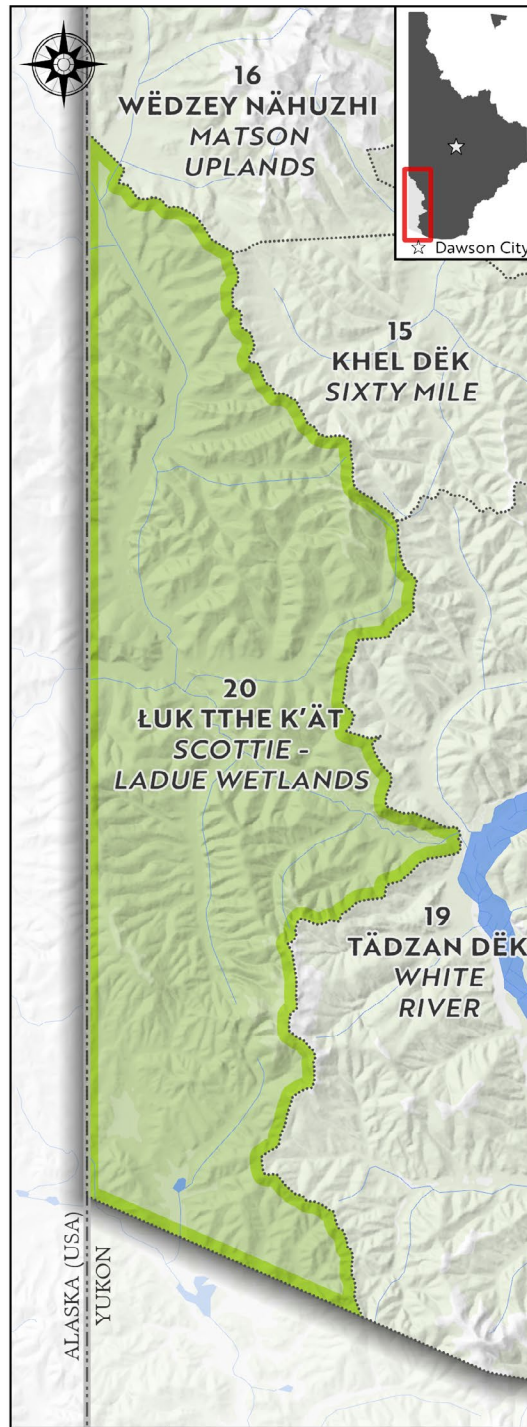 16
WËDZEY NÄHUZHI
MATSON
UPLANDS
☆ Dawson City
15
KHEL DËK
SIXTY MILE
20
ŁUK TTHE K’ÄT
SCOTTIE -
LADUE WETLANDS
19
TÄDZAN DËK
WHITE
RIVER
ALASKA (USA)
YUKON